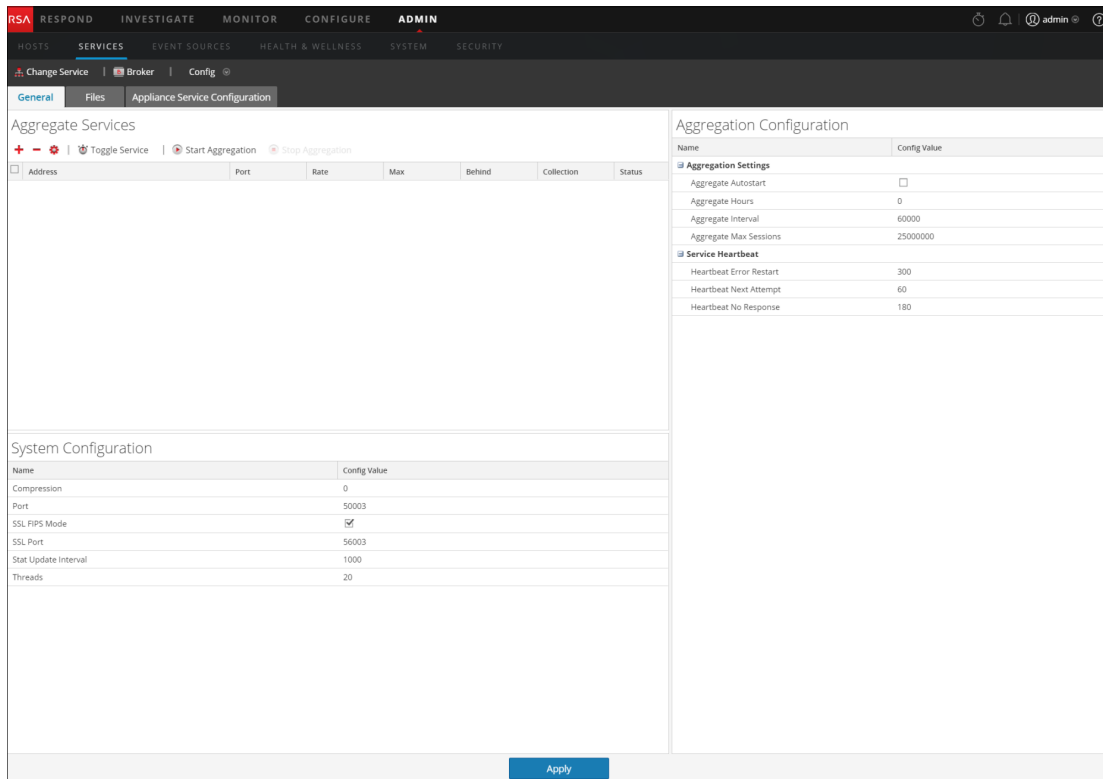 RSA RESPOND INVESTIGATE MONITOR CONFIGURE ADMIN admin
HOSTS SERVICES EVENT SOURCES HEALTH & WELLNESS SYSTEM SECURITY
Change Service | Broker | Config
General Files Appliance Service Configuration
Aggregate Services
Toggle Service | Start Aggregation Stop Aggregation
Address Port Rate Max Behind Collection Status
System Configuration
Name Config Value
Compression 0
Port 50003
SSL FIPS Mode
SSL Port 56003
Stat Update Interval 1000
Threads 20
Aggregation Configuration
Name Config Value
Aggregation Settings
Aggregate Autostart
Aggregate Hours 0
Aggregate Interval 60000
Aggregate Max Sessions 25000000
Service Heartbeat
Heartbeat Error Restart 300
Heartbeat Next Attempt 60
Heartbeat No Response 180
Apply